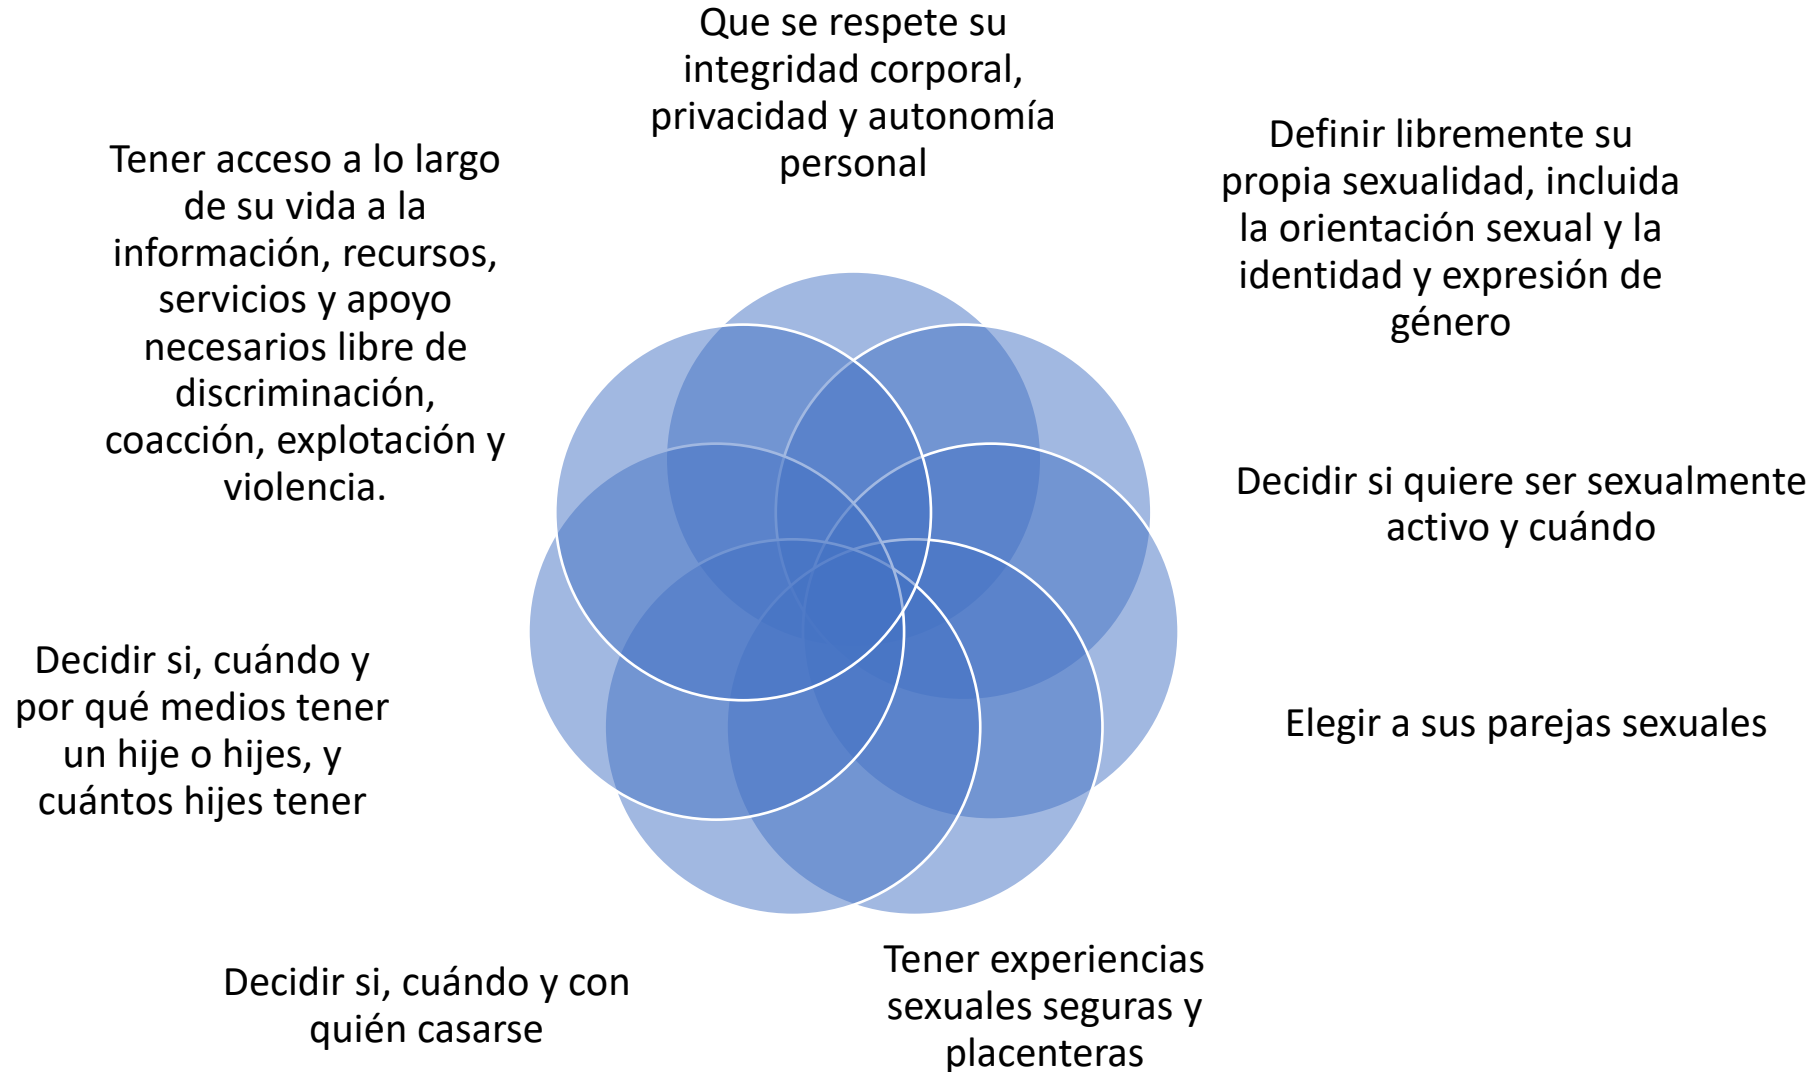 Que se respete su
integridad corporal,
privacidad y autonomía
personal
Definir libremente su
propia sexualidad, incluida
la orientación sexual y la
identidad y expresión de
género
Decidir si quiere ser sexualmente
activo y cuándo
Elegir a sus parejas sexuales
Tener experiencias
sexuales seguras y
placenteras
Decidir si, cuándo y con
quién casarse
Decidir si, cuándo y
por qué medios tener
un hije o hijes, y
cuántos hijes tener
Tener acceso a lo largo
de su vida a la
información, recursos,
servicios y apoyo
necesarios libre de
discriminación,
coacción, explotación y
violencia.